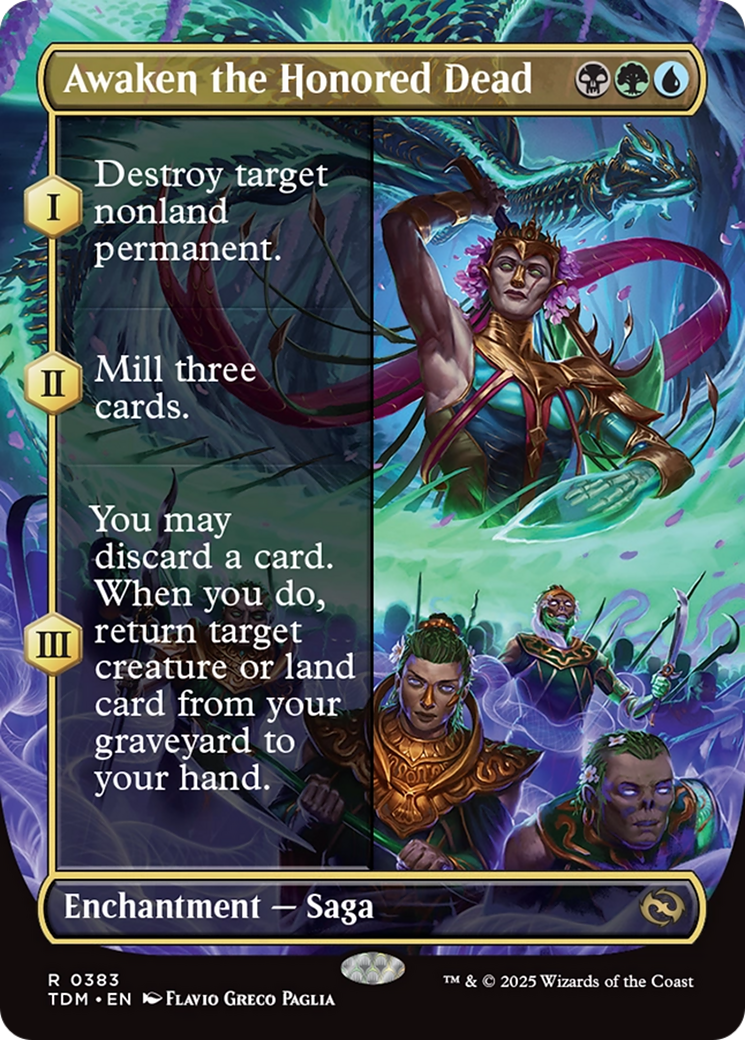 Awaken the Honored Dead
I
Destroy target
nonland
permanent.
II
Mill three
cards.
III
You may
discard a card.
When you do,
return target
creature or land
card from your
graveyard to
your hand.
Enchantment — Saga
R 0383
TDM • EN Flavio Greco Paglia
™ & © 2025 Wizards of the Coast